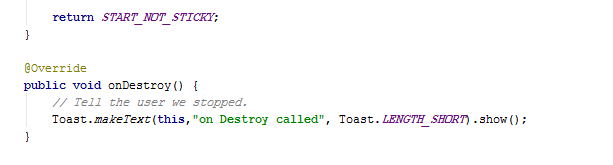 return START_NOT_STICKY;
}
@Override
public void onDestroy() {
// Tell the user we stopped.
Toast.makeText(this,"on Destroy called", Toast.LENGTH_SHORT).show();
}